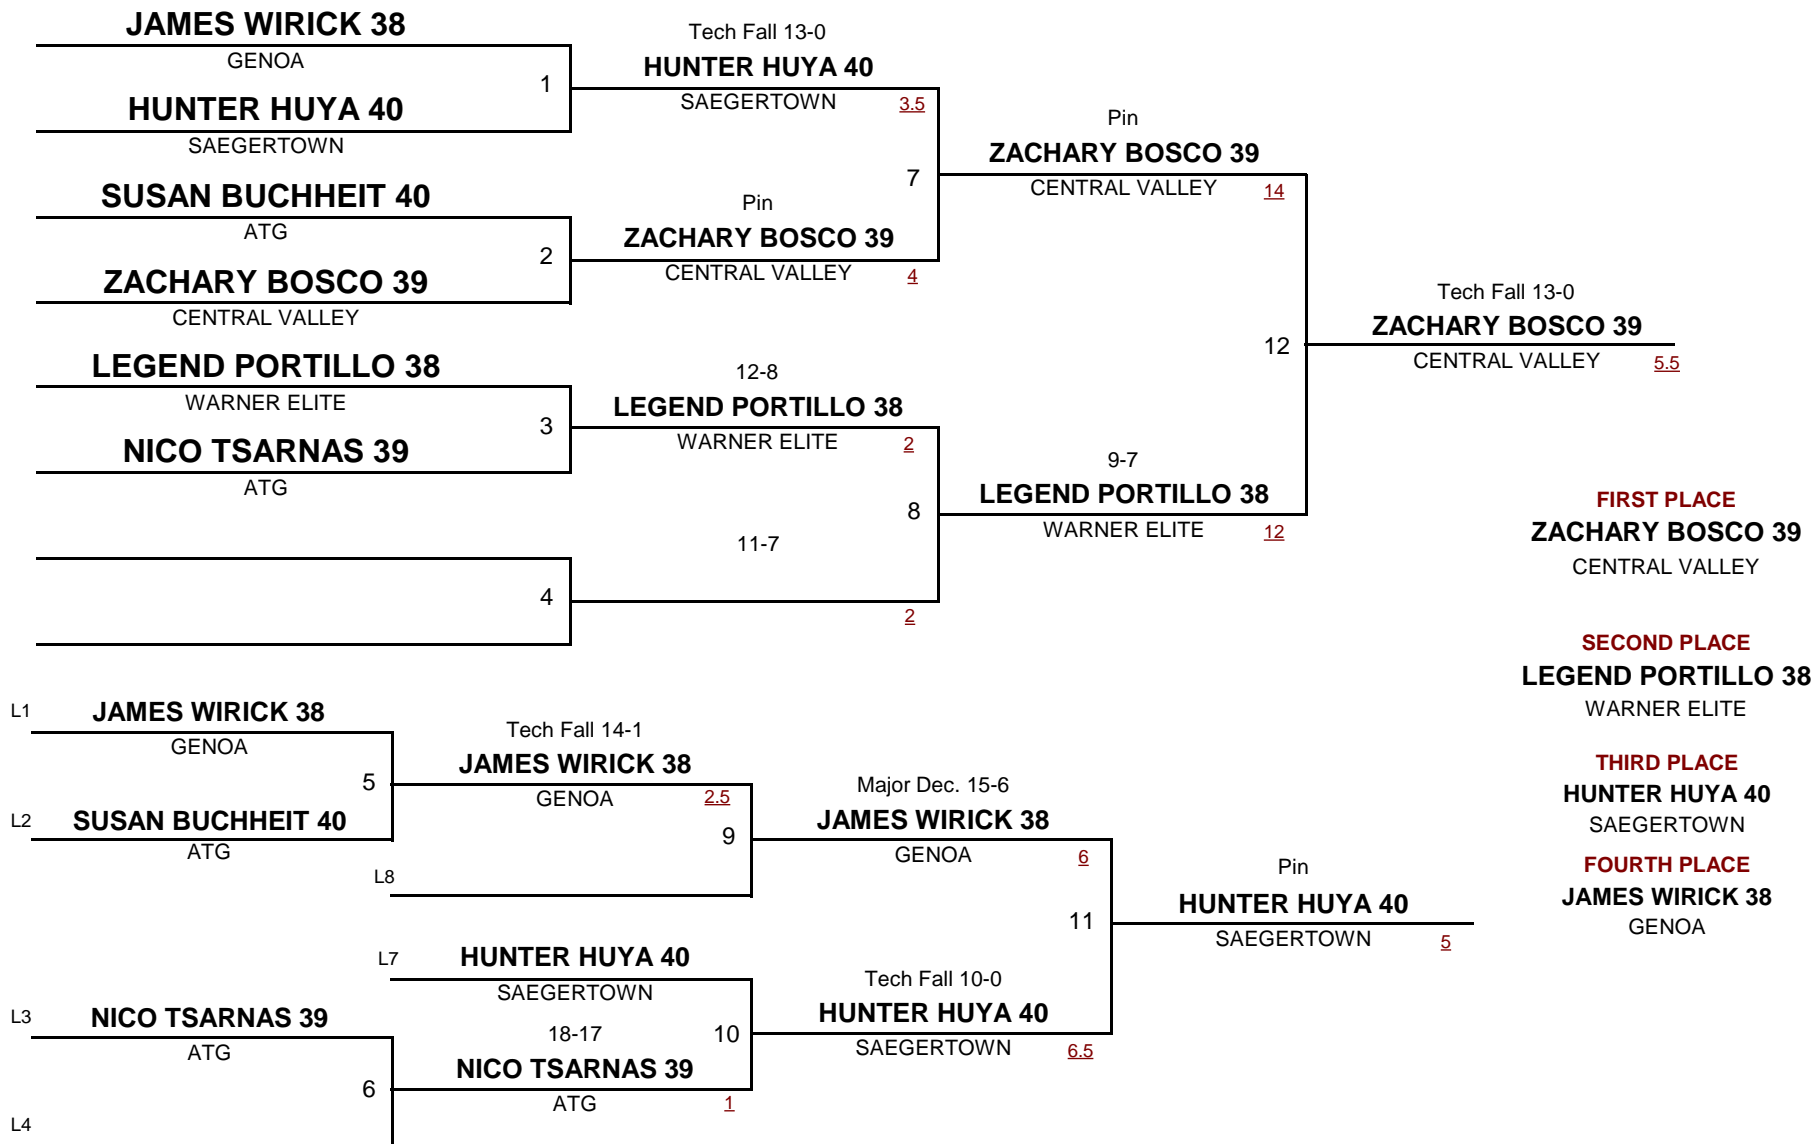 JAMES WIRICK 38
GENOA
1
HUNTER HUYA 40
SAEGERTOWN
Tech Fall 13-0
HUNTER HUYA 40
SAEGERTOWN
3.5
SUSAN BUCHHEIT 40
ATG
2
ZACHARY BOSCO 39
CENTRAL VALLEY
Pin
ZACHARY BOSCO 39
CENTRAL VALLEY
4
7
Pin
ZACHARY BOSCO 39
CENTRAL VALLEY
14
LEGEND PORTILLO 38
WARNER ELITE
3
NICO TSARNAS 39
ATG
12-8
LEGEND PORTILLO 38
WARNER ELITE
2
4
11-7
2
8
9-7
LEGEND PORTILLO 38
WARNER ELITE
12
12
Tech Fall 13-0
ZACHARY BOSCO 39
CENTRAL VALLEY
5.5
FIRST PLACE
ZACHARY BOSCO 39
CENTRAL VALLEY
SECOND PLACE
LEGEND PORTILLO 38
WARNER ELITE
THIRD PLACE
HUNTER HUYA 40
SAEGERTOWN
FOURTH PLACE
JAMES WIRICK 38
GENOA
L1
JAMES WIRICK 38
GENOA
5
L2
SUSAN BUCHHEIT 40
ATG
Tech Fall 14-1
JAMES WIRICK 38
GENOA
2.5
9
L8
Major Dec. 15-6
JAMES WIRICK 38
GENOA
6
L7
HUNTER HUYA 40
SAEGERTOWN
L3
NICO TSARNAS 39
ATG
6
L4
18-17
NICO TSARNAS 39
ATG
1
10
Tech Fall 10-0
HUNTER HUYA 40
SAEGERTOWN
6.5
11
Pin
HUNTER HUYA 40
SAEGERTOWN
5